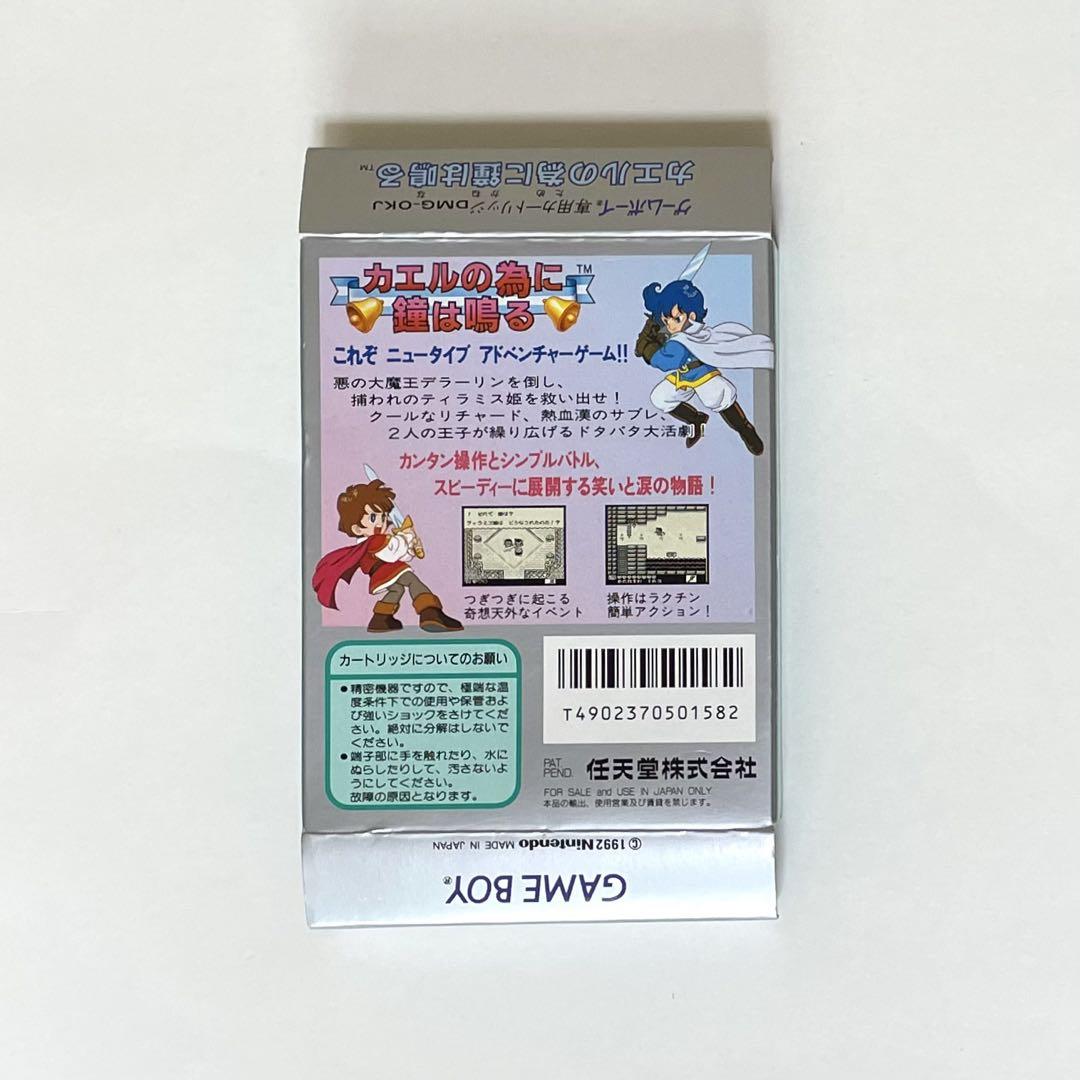 カエルの為に鐘は鳴る™
ゲームボーイ®専用カートリッジDMG-OKJ
カエルの為に™
鐘は鳴る
これぞ ニュータイプ アドベンチャーゲーム!!
悪の大魔王デラーリンを倒し、
捕われのティラミス姫を救い出せ！
クールなリチャード、熱血漢のサブレ、
2人の王子が繰り広げるドタバタ大活劇！
カンタン操作とシンプルバトル、
スピーディーに展開する笑いと涙の物語！
つぎつぎに起こる
奇想天外なイベント
操作はラクチン
簡単アクション！
カートリッジについてのお願い
●精密機器ですので、極端な温
度条件下での使用や保管およ
び強いショックをさけてくだ
さい。絶対に分解はしないで
ください。
●端子部に手を触れたり、水に
ぬらしたりして、汚さないよう
にしてください。
故障の原因となります。
T4902370501582
PAT.
PEND.
任天堂株式会社
FOR SALE and USE IN JAPAN ONLY.
本品の輸出、使用営業及び賃貸を禁じます。
©1992 Nintendo MADE IN JAPAN
GAME BOY®